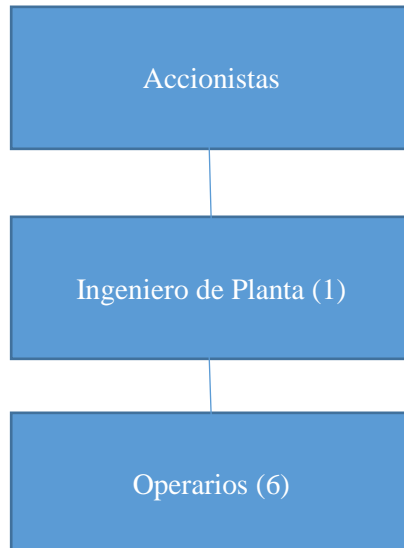 Accionistas
Ingeniero de Planta (1)
Operarios (6)